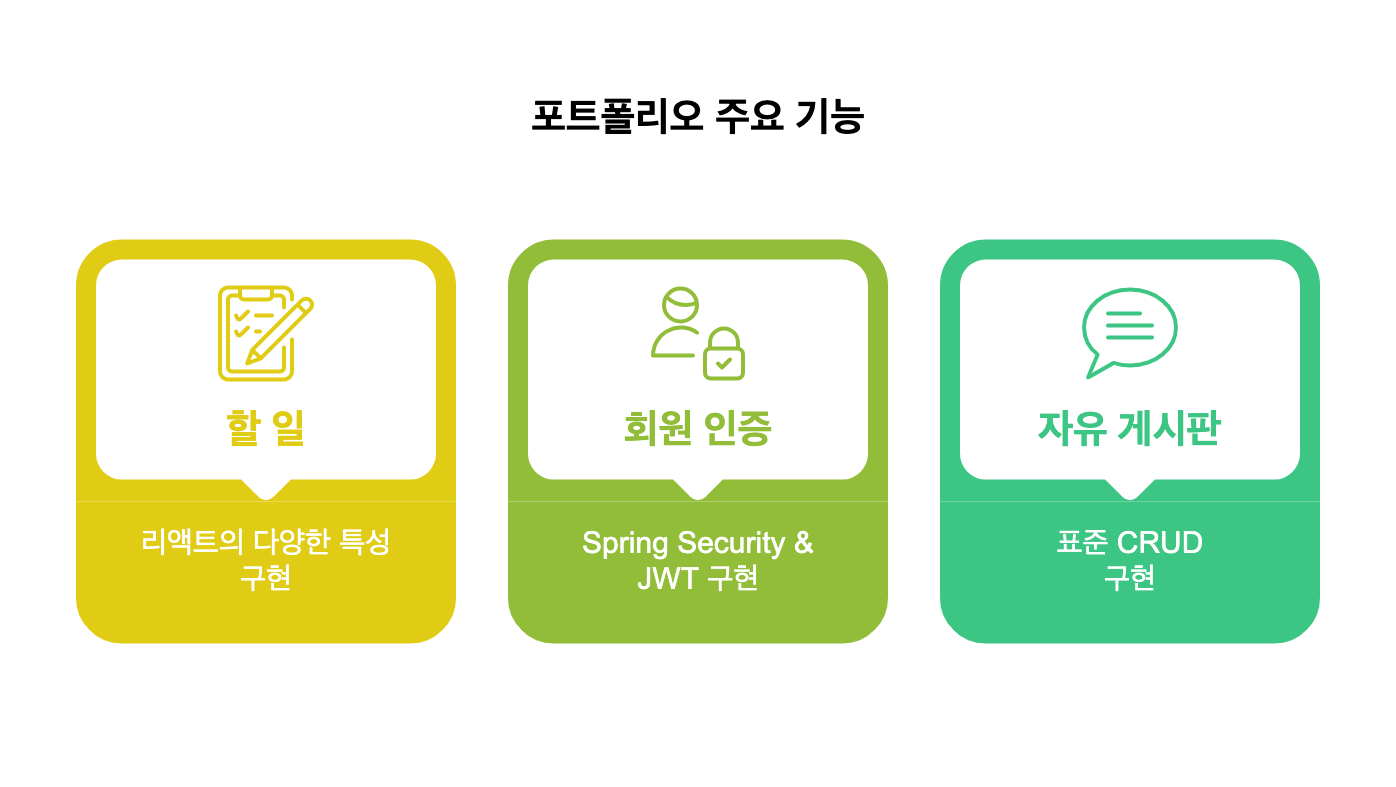 포트폴리오 주요 기능
할 일
리액트의 다양한 특성
구현
회원 인증
Spring Security &
JWT 구현
자유 게시판
표준 CRUD
구현